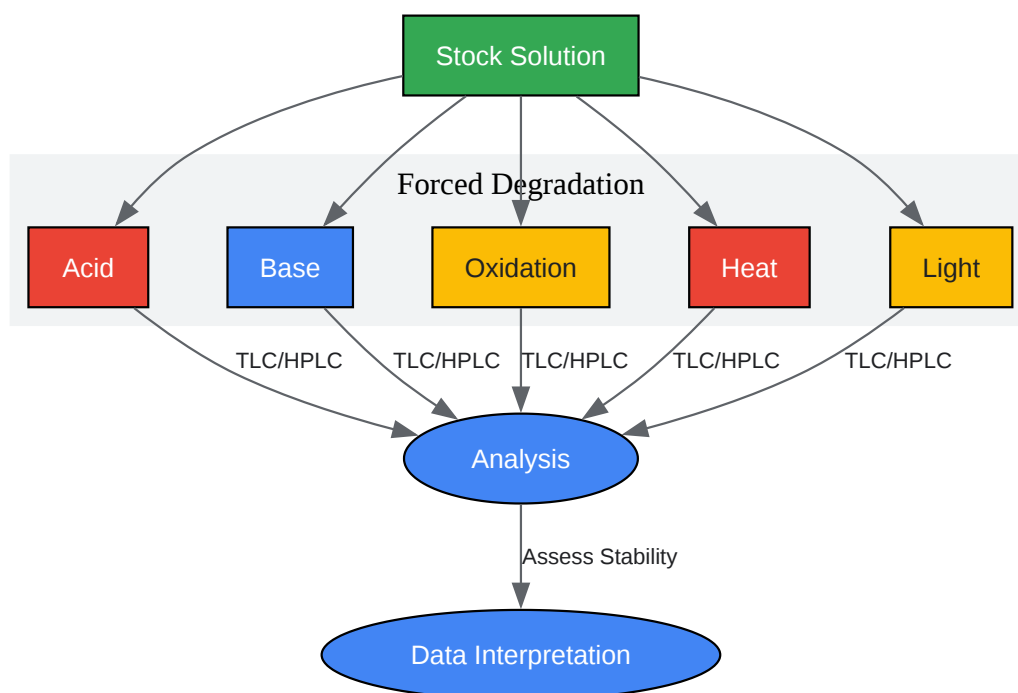 Stock Solution
Forced Degradation
Acid
Base
Oxidation
Heat
Light
TLC/HPLC
TLC/HPLC
TLC/HPLC
TLC/HPLC
TLC/HPLC
Analysis
Assess Stability
Data Interpretation